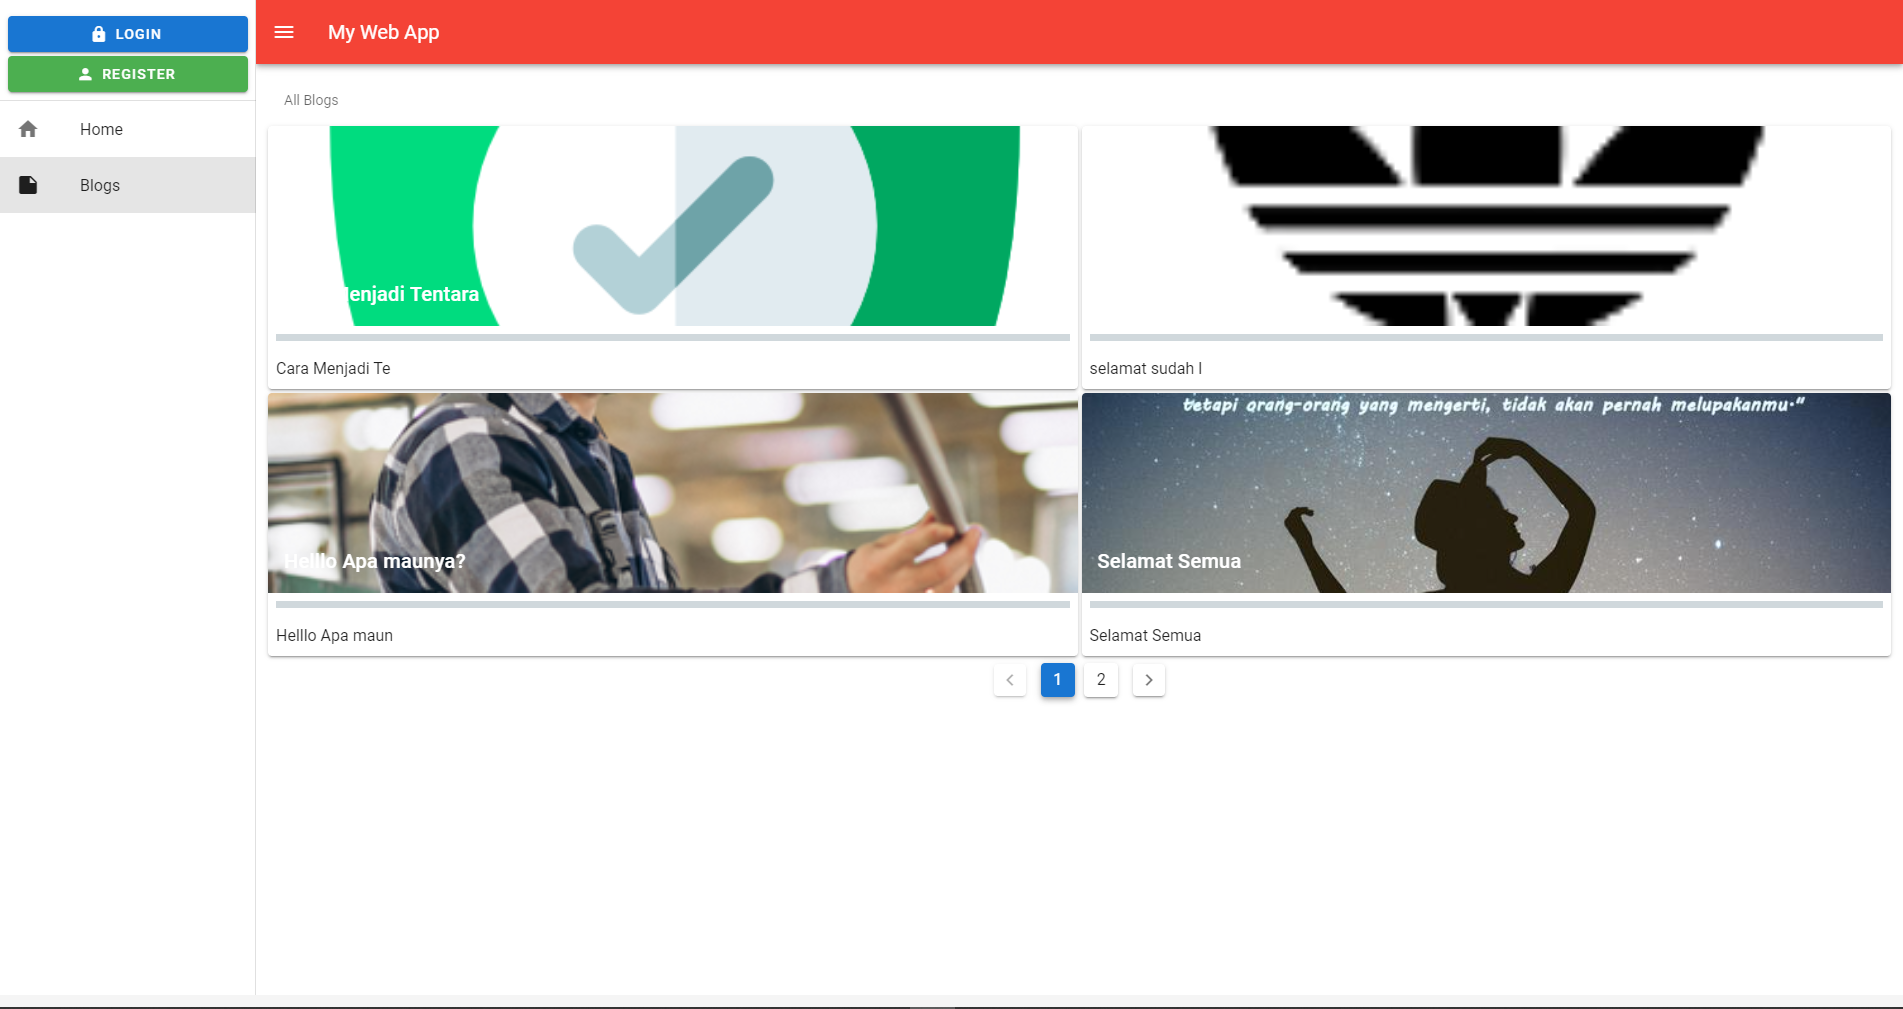 LOGIN
REGISTER
Home
Blogs
My Web App
All Blogs
enjadi Tentara
Cara Menjadi Te
selamat sudah l
Helllo Apa maunya?
Helllo Apa maun
tetapi orang-orang yang mengerti, tidak akan pernah melupakanmu."
Selamat Semua
Selamat Semua
1
2